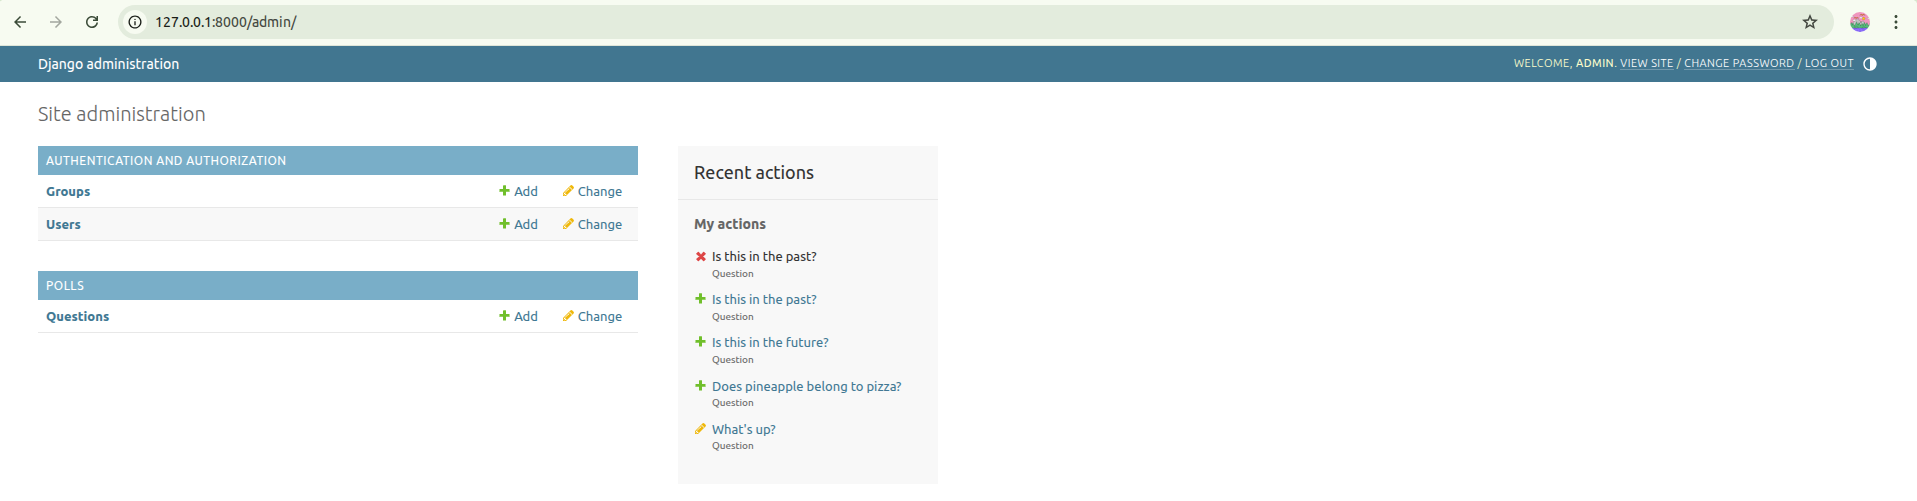 127.0.0.1:8000/admin/
Django administration
WELCOME, ADMIN. VIEW SITE / CHANGE PASSWORD / LOG OUT
Site administration
AUTHENTICATION AND AUTHORIZATION
Groups Add Change
Users Add Change
POLLS
Questions Add Change
Recent actions
My actions
Is this in the past?
Question
Is this in the past?
Question
Is this in the future?
Question
Does pineapple belong to pizza?
Question
What's up?
Question